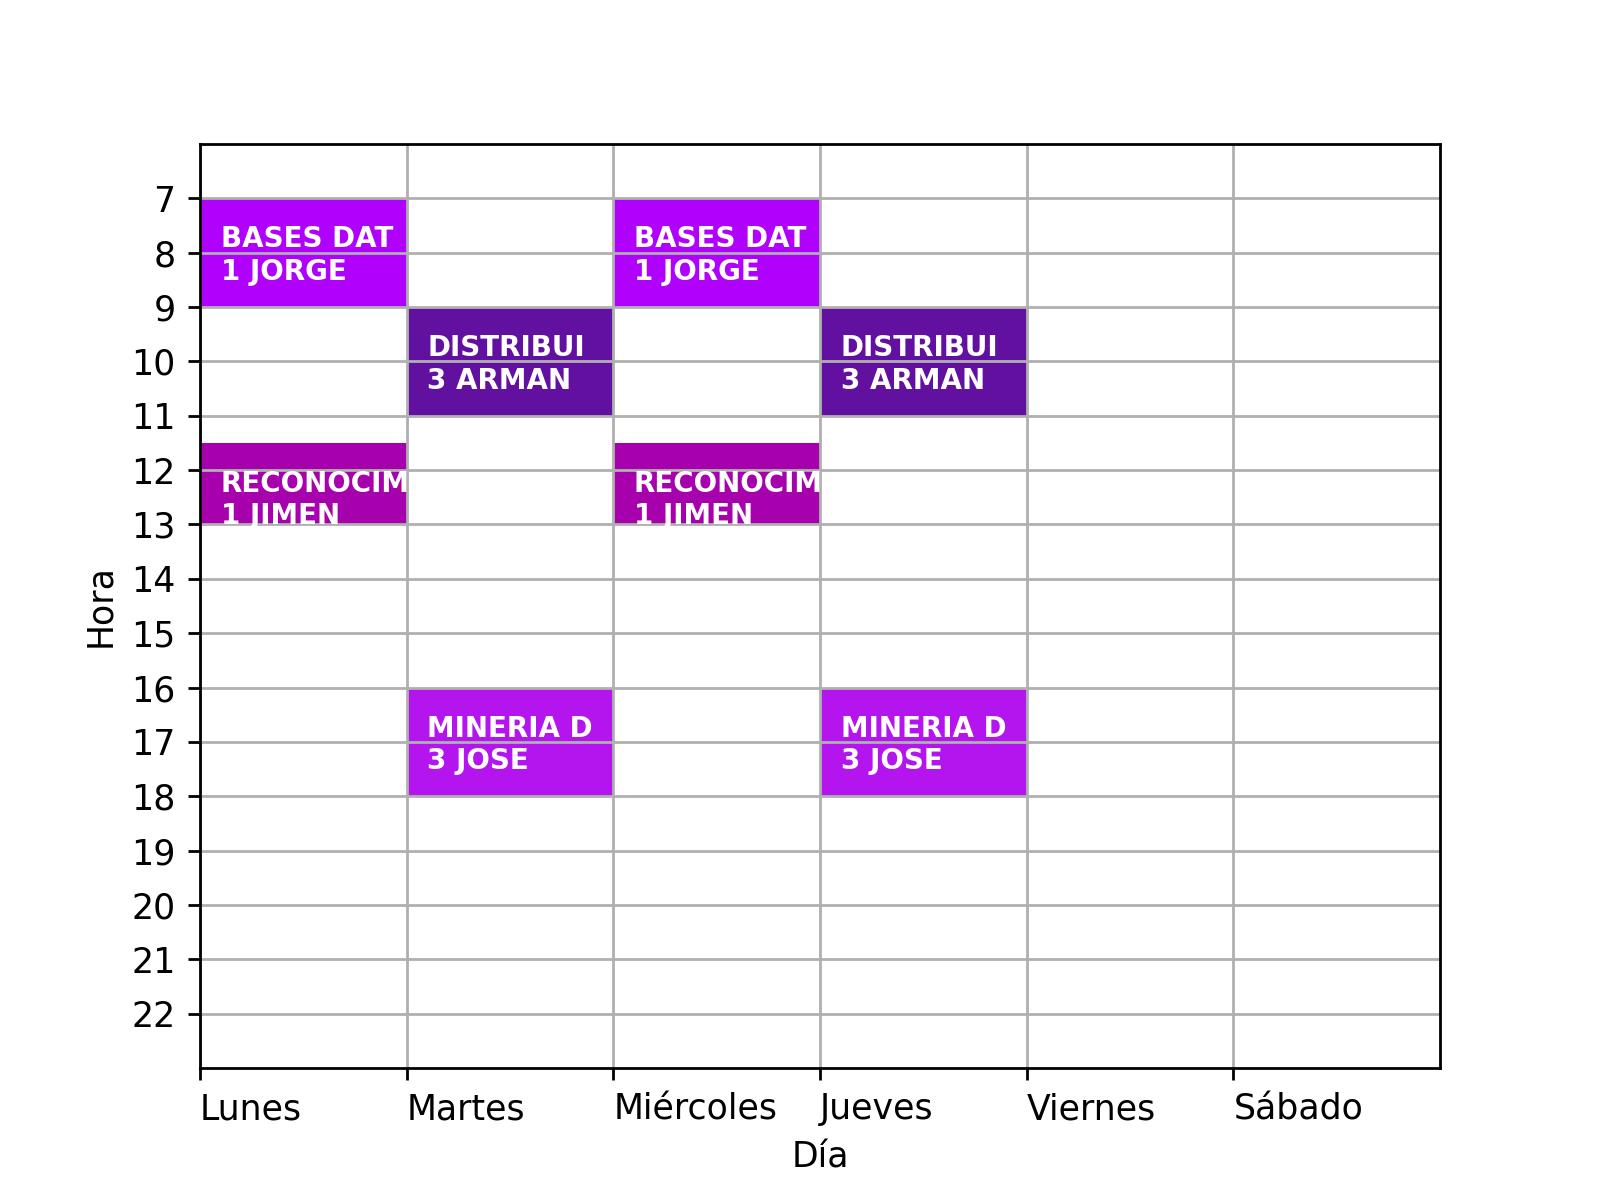 7
BASES DAT
1 JORGE
BASES DAT
1 JORGE
8
9
DISTRIBUI
3 ARMAN
DISTRIBUI
3 ARMAN
10
11
RECONOCIM
1 JIMEN
RECONOCIM
1 JIMEN
12
13
14
15
16
MINERIA D
3 JOSE
MINERIA D
3 JOSE
17
18
19
20
21
22
Hora
Lunes
Martes
Miércoles
Jueves
Viernes
Sábado
Día